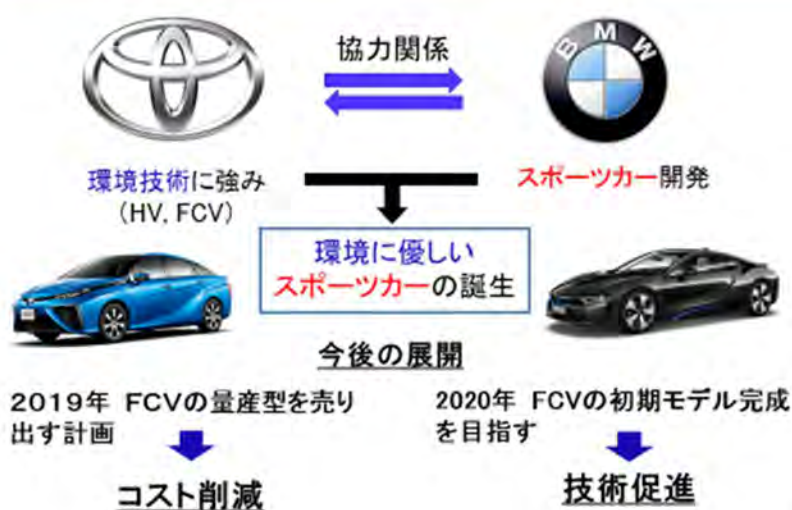 協力関係
BMW
環境技術に強み
(HV, FCV)
スポーツカー開発
環境に優しい
スポーツカーの誕生
今後の展開
2019年 FCVの量産型を売り
出す計画
2020年 FCVの初期モデル完成
を目指す
コスト削減
技術促進